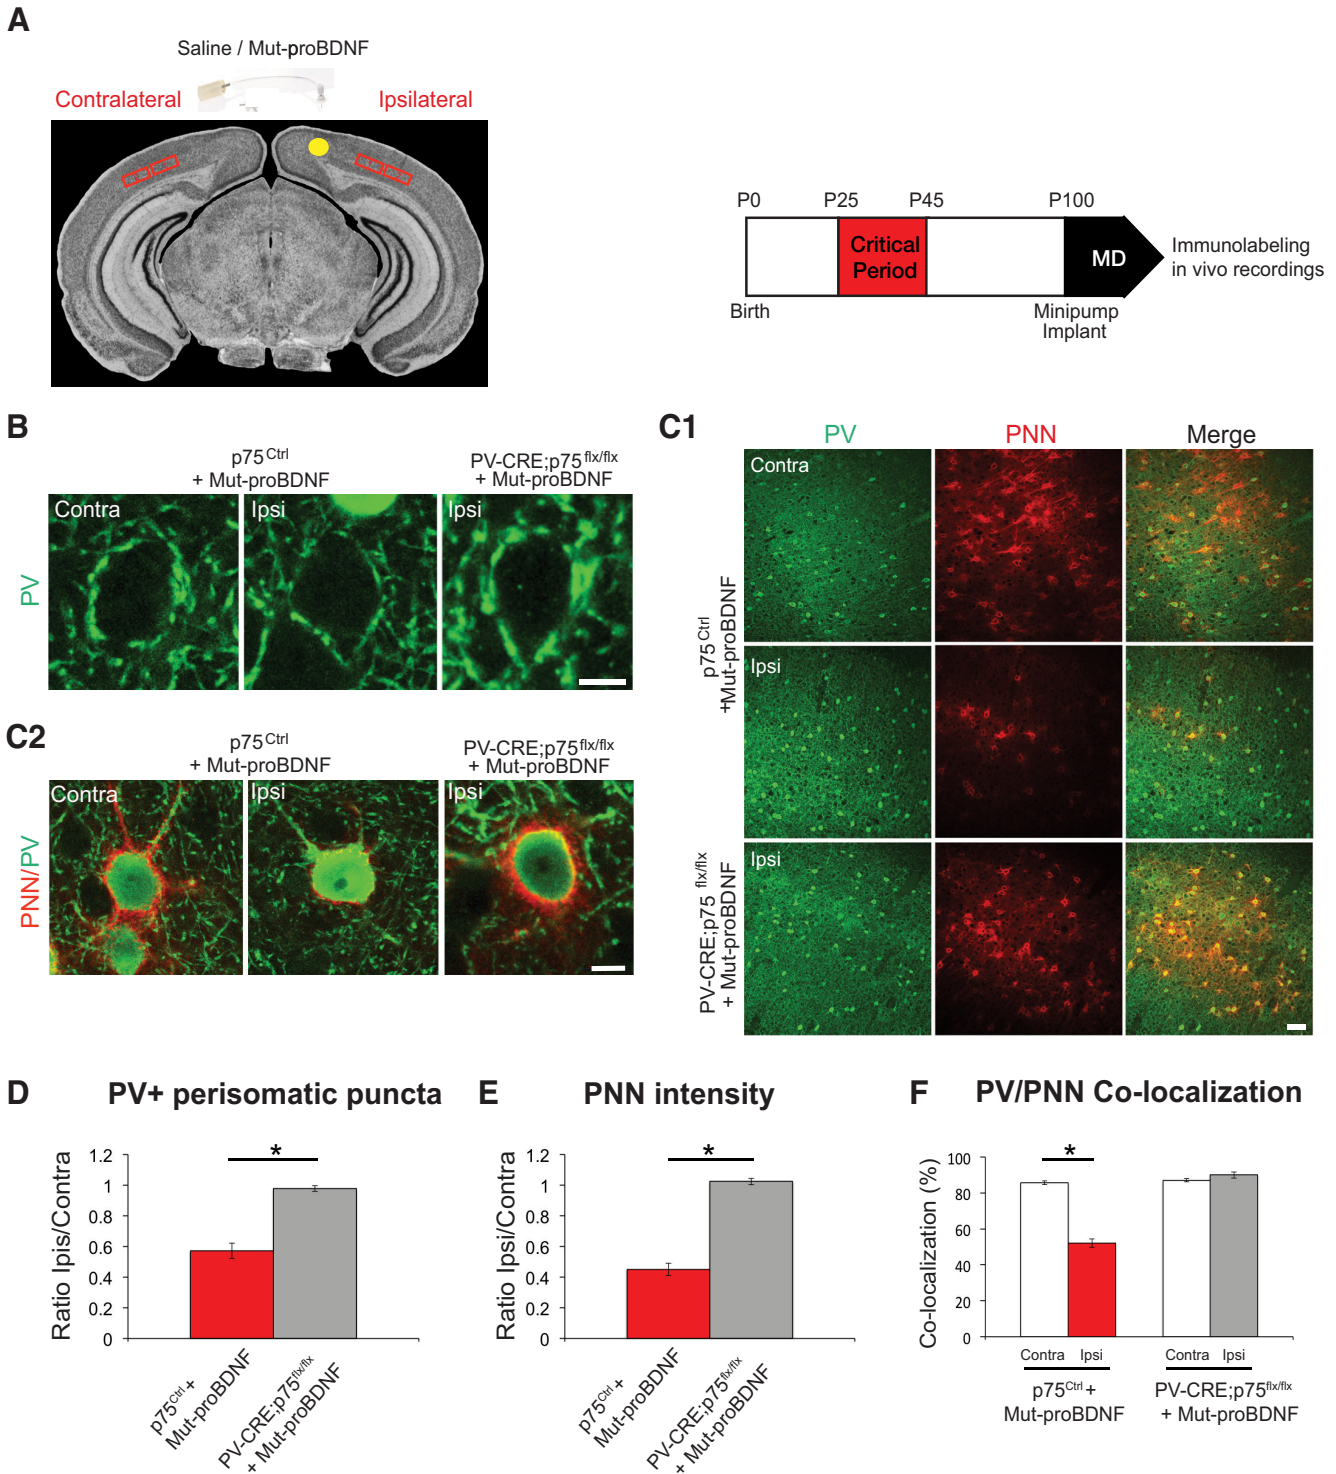 A
Saline / Mut-proBDNF
Contralateral
Ipsilateral
P0
P25
P45
P100
Critical
Period
MD
Immunolabeling
in vivo recordings
Birth
Minipump
Implant
B
p75Ctrl
+ Mut-proBDNF
PV-CRE;p75flx/flx
+ Mut-proBDNF
PV
Contra
Ipsi
Ipsi
C1
PV
PNN
Merge
p75Ctrl
+Mut-proBDNF
Contra
Ipsi
PV-CRE;p75 flx/flx
+ Mut-proBDNF
Ipsi
C2
p75Ctrl
+ Mut-proBDNF
PV-CRE;p75flx/flx
+ Mut-proBDNF
PNN/PV
Contra
Ipsi
Ipsi
D
PV+ perisomatic puncta
Ratio Ipis/Contra
1.2
1
0.8
0.6
0.4
0.2
0
*
p75Ctrl +
Mut-proBDNF
PV-CRE;p75flx/flx
+ Mut-proBDNF
E
PNN intensity
Ratio Ipsi/Contra
1.2
1
0.8
0.6
0.4
0.2
0
*
p75Ctrl +
Mut-proBDNF
PV-CRE;p75flx/flx
+ Mut-proBDNF
F
PV/PNN Co-localization
Co-localization (%)
100
80
60
40
20
0
*
Contra
Ipsi
Contra
Ipsi
p75Ctrl +
Mut-proBDNF
PV-CRE;p75flx/flx
+ Mut-proBDNF